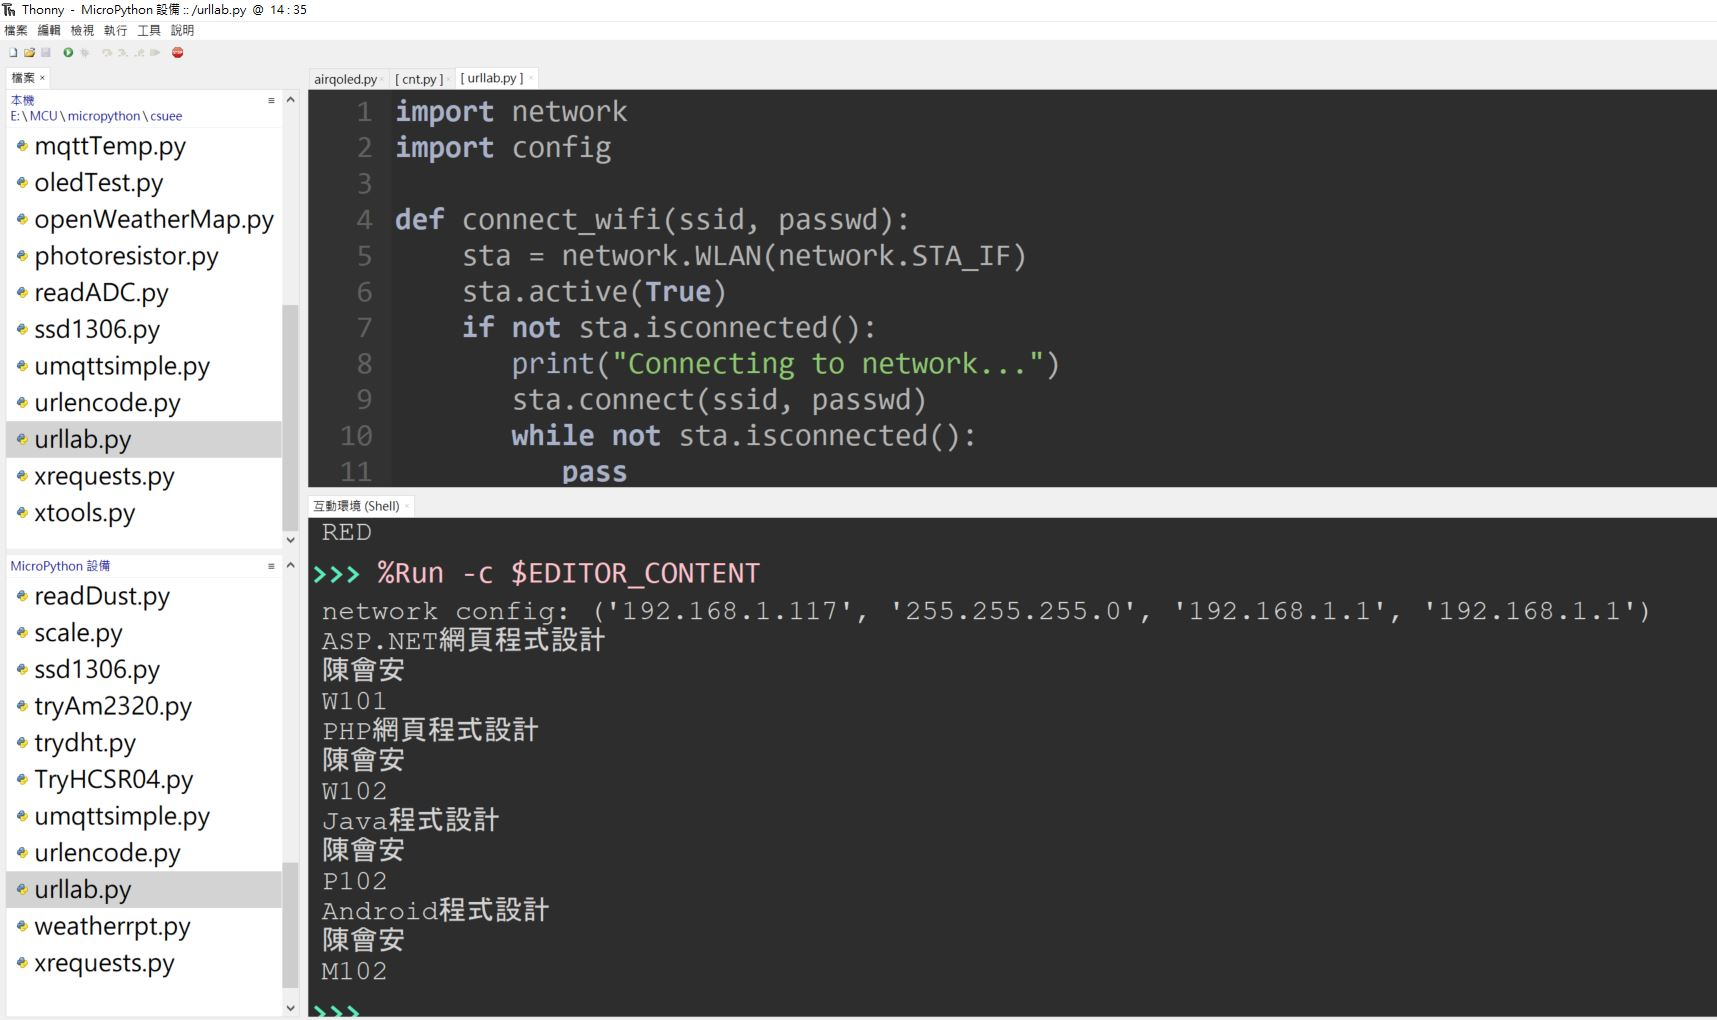 Thonny - MicroPython 設備 :: /urllab.py @ 14 : 35
檔案 編輯 檢視 執行 工具 說明
檔案 ×
本機
E: \ MCU \ micropython \ csuee
mqttTemp.py
oledTest.py
openWeatherMap.py
photoresistor.py
readADC.py
ssd1306.py
umqttsimple.py
urlencode.py
urllab.py
xrequests.py
xtools.py
MicroPython 設備
readDust.py
scale.py
ssd1306.py
tryAm2320.py
trydht.py
TryHCSR04.py
umqttsimple.py
urlencode.py
urllab.py
weatherrpt.py
xrequests.py
airqoled.py × [ cnt.py ] × [ urllab.py ] ×
1 import network
2 import config
3
4 def connect_wifi(ssid, passwd):
5 sta = network.WLAN(network.STA_IF)
6 sta.active(True)
7 if not sta.isconnected():
8 print("Connecting to network...")
9 sta.connect(ssid, passwd)
10 while not sta.isconnected():
11 pass
互動環境 (Shell) ×
RED
>>> %Run -c $EDITOR_CONTENT
network config: ('192.168.1.117', '255.255.255.0', '192.168.1.1', '192.168.1.1')
ASP.NET網頁程式設計
陳會安
W101
PHP網頁程式設計
陳會安
W102
Java程式設計
陳會安
P102
Android程式設計
陳會安
M102
>>>